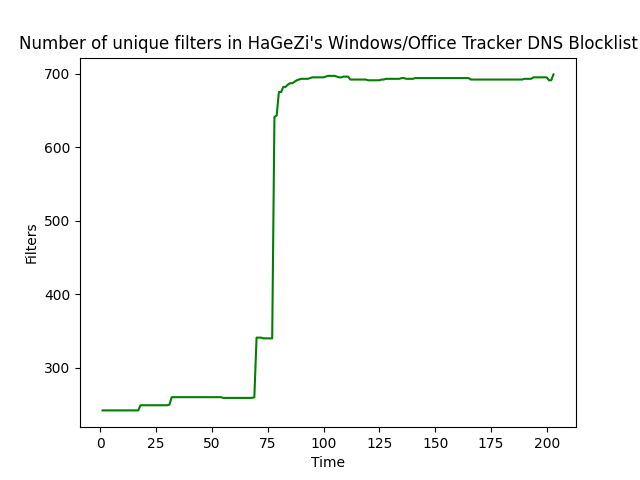 Number of unique filters in HaGeZi's Windows/Office Tracker DNS Blocklist
700
600
500
400
300
Filters
0 25 50 75 100 125 150 175 200
Time